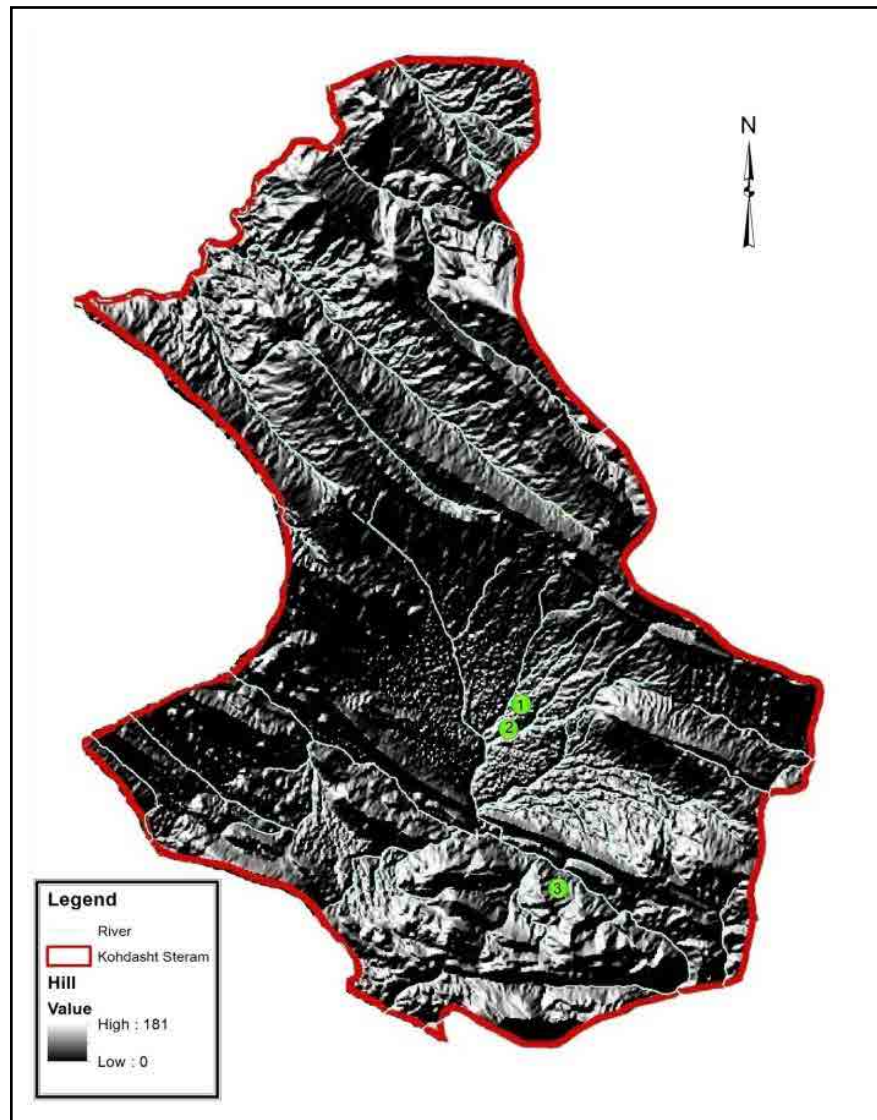 N
1
2
3
Legend
River
Kohdasht Steram
Hill
Value
High : 181
Low : 0